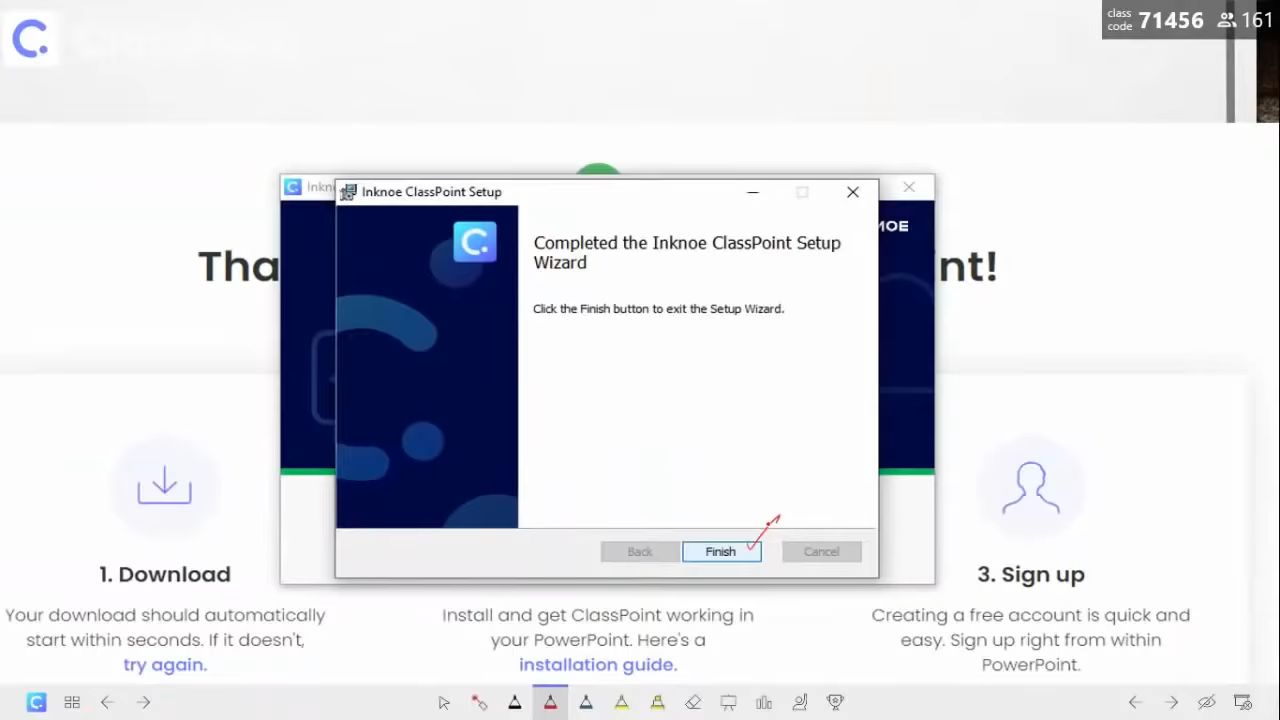 class
code 71456 161
Inkno
Inknoe ClassPoint Setup
MOE
Completed the Inknoe ClassPoint Setup
Wizard
Tha
nt!
Click the Finish button to exit the Setup Wizard.
Back
Finish
Cancel
1. Download
3. Sign up
Your download should automatically
start within seconds. If it doesn't,
try again.
Install and get ClassPoint working in
your PowerPoint. Here's a
installation guide.
Creating a free account is quick and
easy. Sign up right from within
PowerPoint.